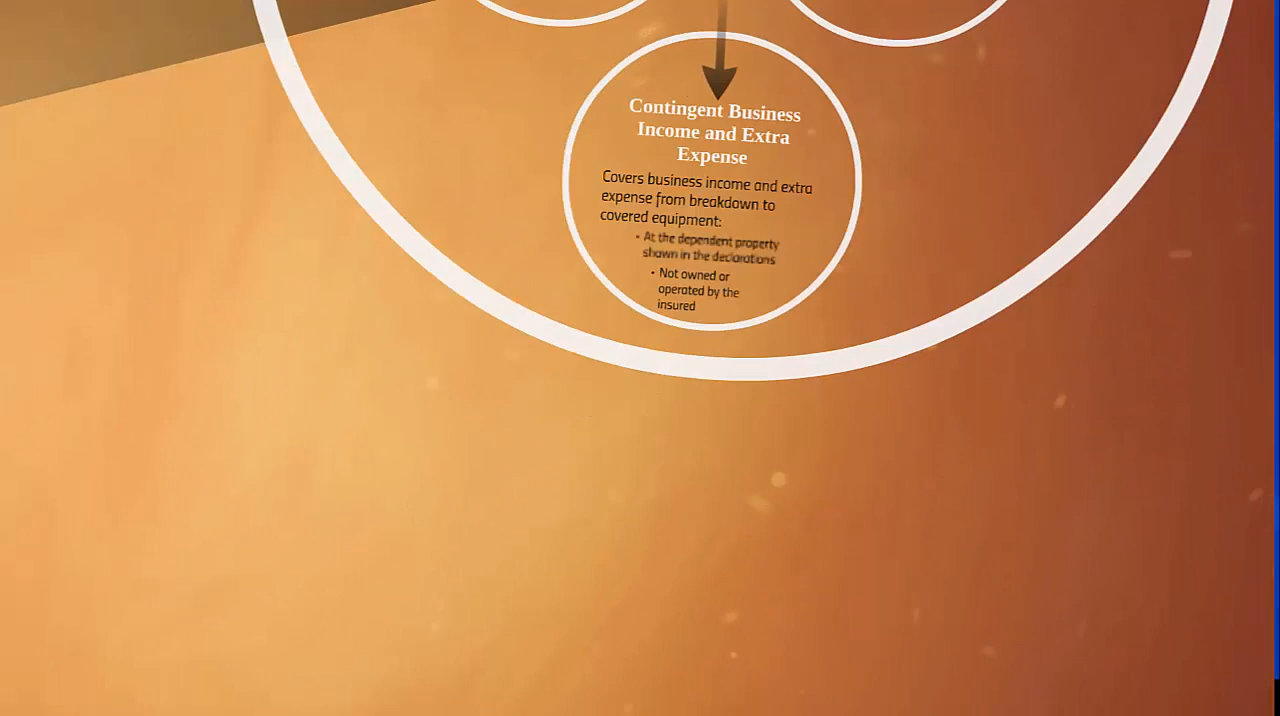 Contingent Business
Income and Extra
Expense
Covers business income and extra
expense from breakdown to
covered equipment:
• At the dependent property
shown in the declarations
• Not owned or
operated by the
insured